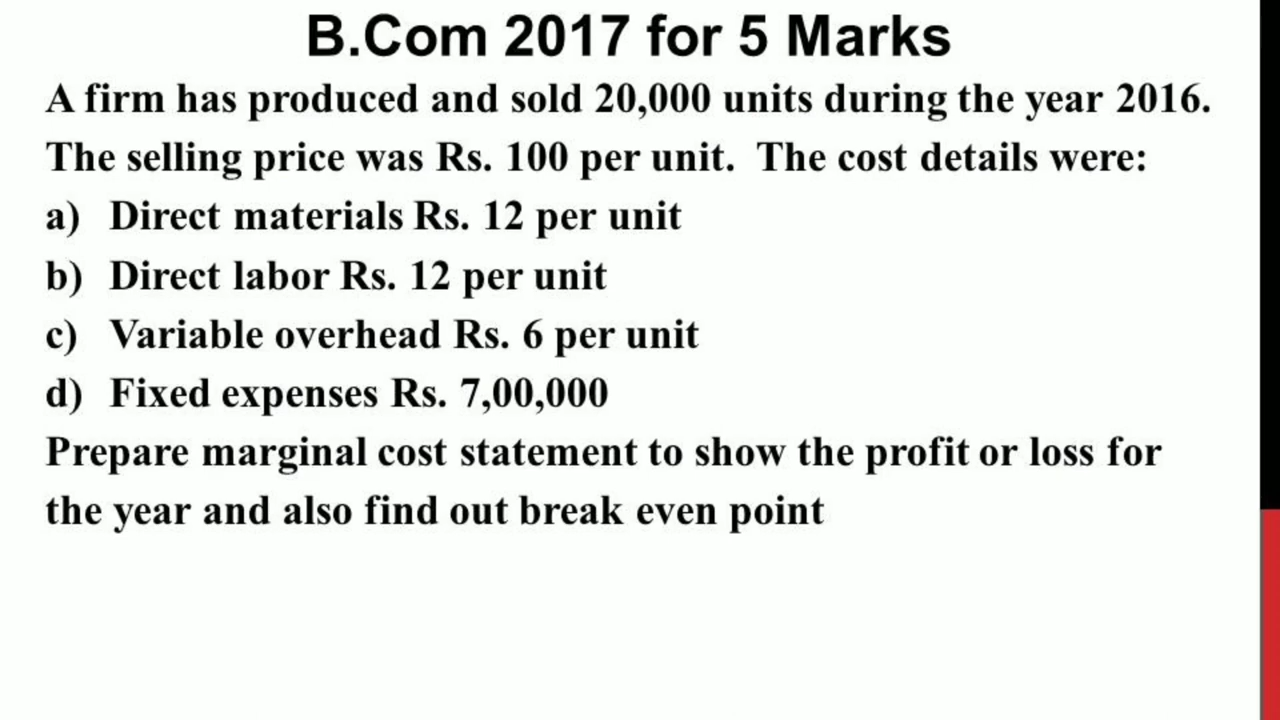 B.Com 2017 for 5 Marks
A firm has produced and sold 20,000 units during the year 2016.
The selling price was Rs. 100 per unit.  The cost details were:
a) Direct materials Rs. 12 per unit
b) Direct labor Rs. 12 per unit
c) Variable overhead Rs. 6 per unit
d) Fixed expenses Rs. 7,00,000
Prepare marginal cost statement to show the profit or loss for
the year and also find out break even point